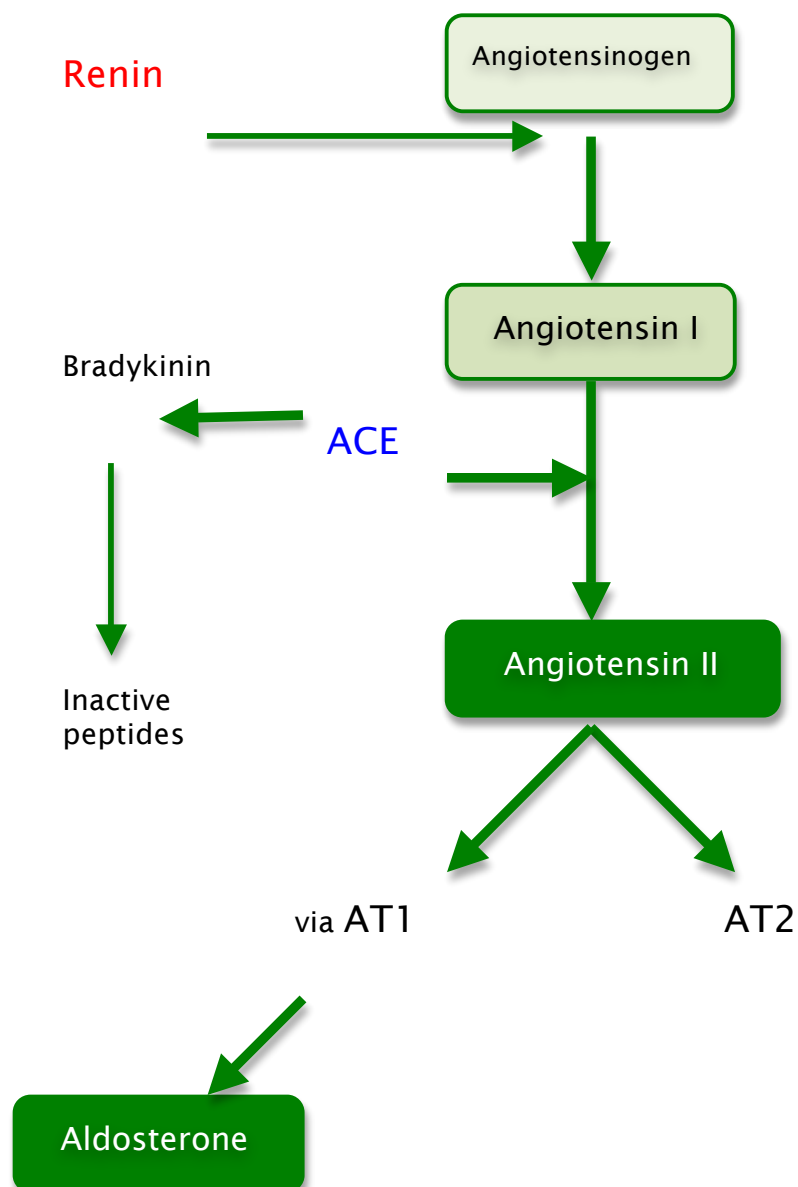 Renin
Angiotensinogen
Angiotensin I
Bradykinin
ACE
Angiotensin II
Inactive
peptides
via AT1
AT2
Aldosterone